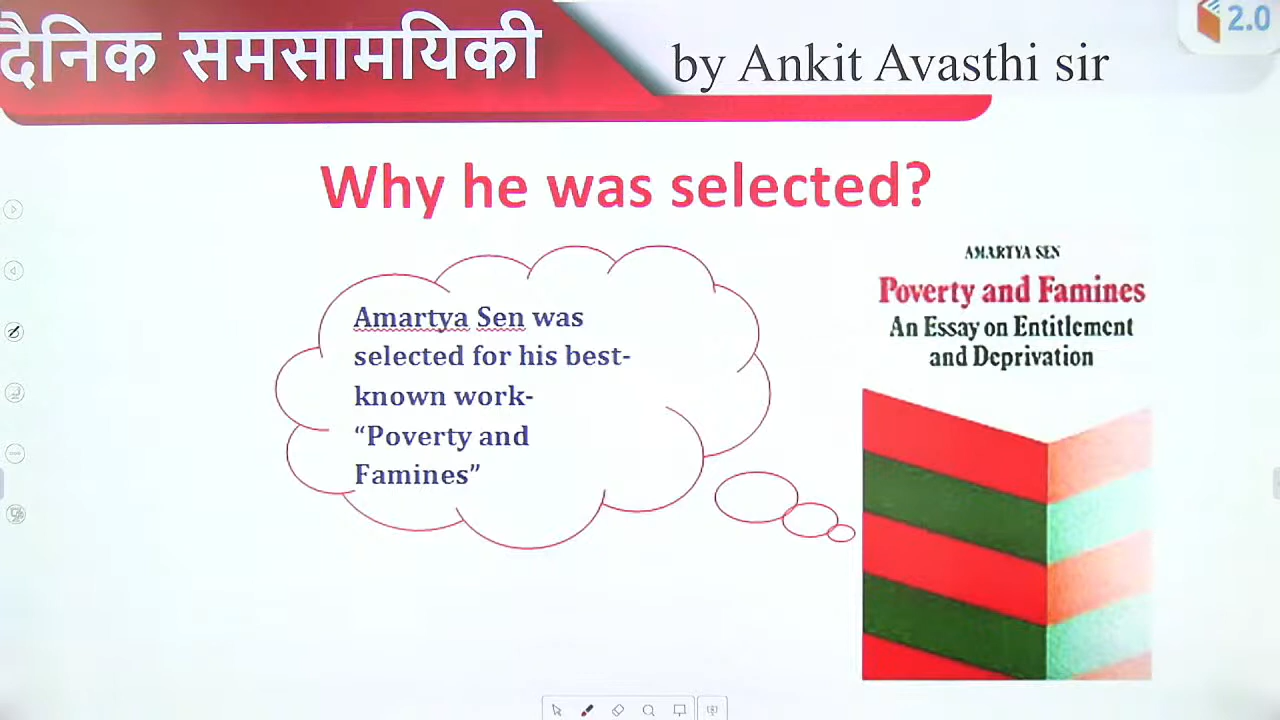 दैनिक समसामयिकी
by Ankit Avasthi sir
2.0
Why he was selected?
Amartya Sen was
selected for his best-
known work-
“Poverty and
Famines”
AMARTYA SEN
Poverty and Famines
An Essay on Entitlement
and Deprivation